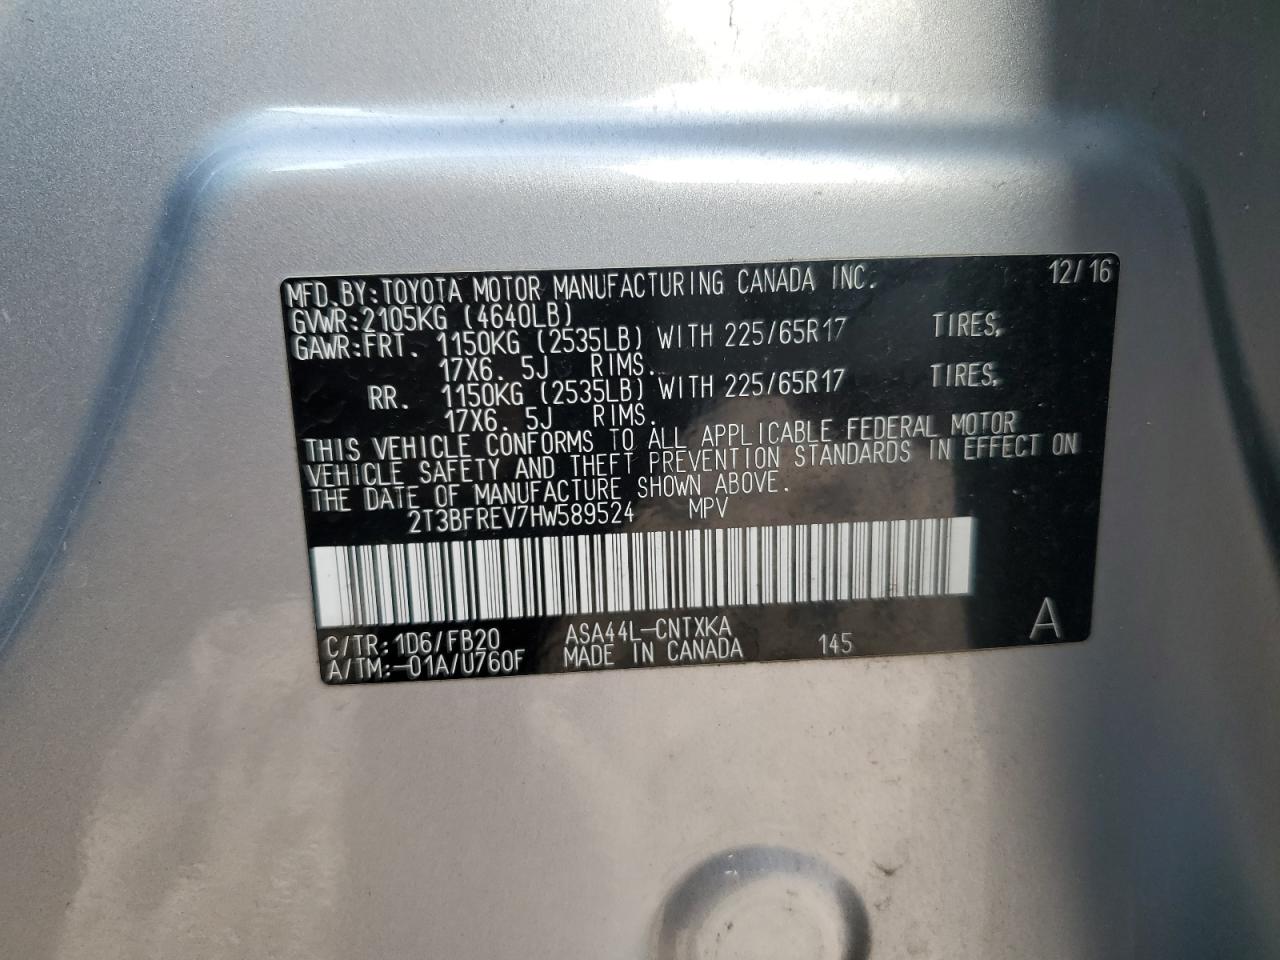 MFD.BY:TOYOTA MOTOR MANUFACTURING CANADA INC. 12/16
GVWR:2105KG (4640LB)
GAWR:FRT. 1150KG (2535LB) WITH 225/65R17 TIRES,
17X6.5J RIMS.
RR. 1150KG (2535LB) WITH 225/65R17 TIRES,
17X6.5J RIMS.
THIS VEHICLE CONFORMS TO ALL APPLICABLE FEDERAL MOTOR
VEHICLE SAFETY AND THEFT PREVENTION STANDARDS IN EFFECT ON
THE DATE OF MANUFACTURE SHOWN ABOVE.
2T3BFREV7HW589524 MPV
C/TR:1D6/FB20 ASA44L-CNTXKA A
A/TM:-01A/U760F MADE IN CANADA 145